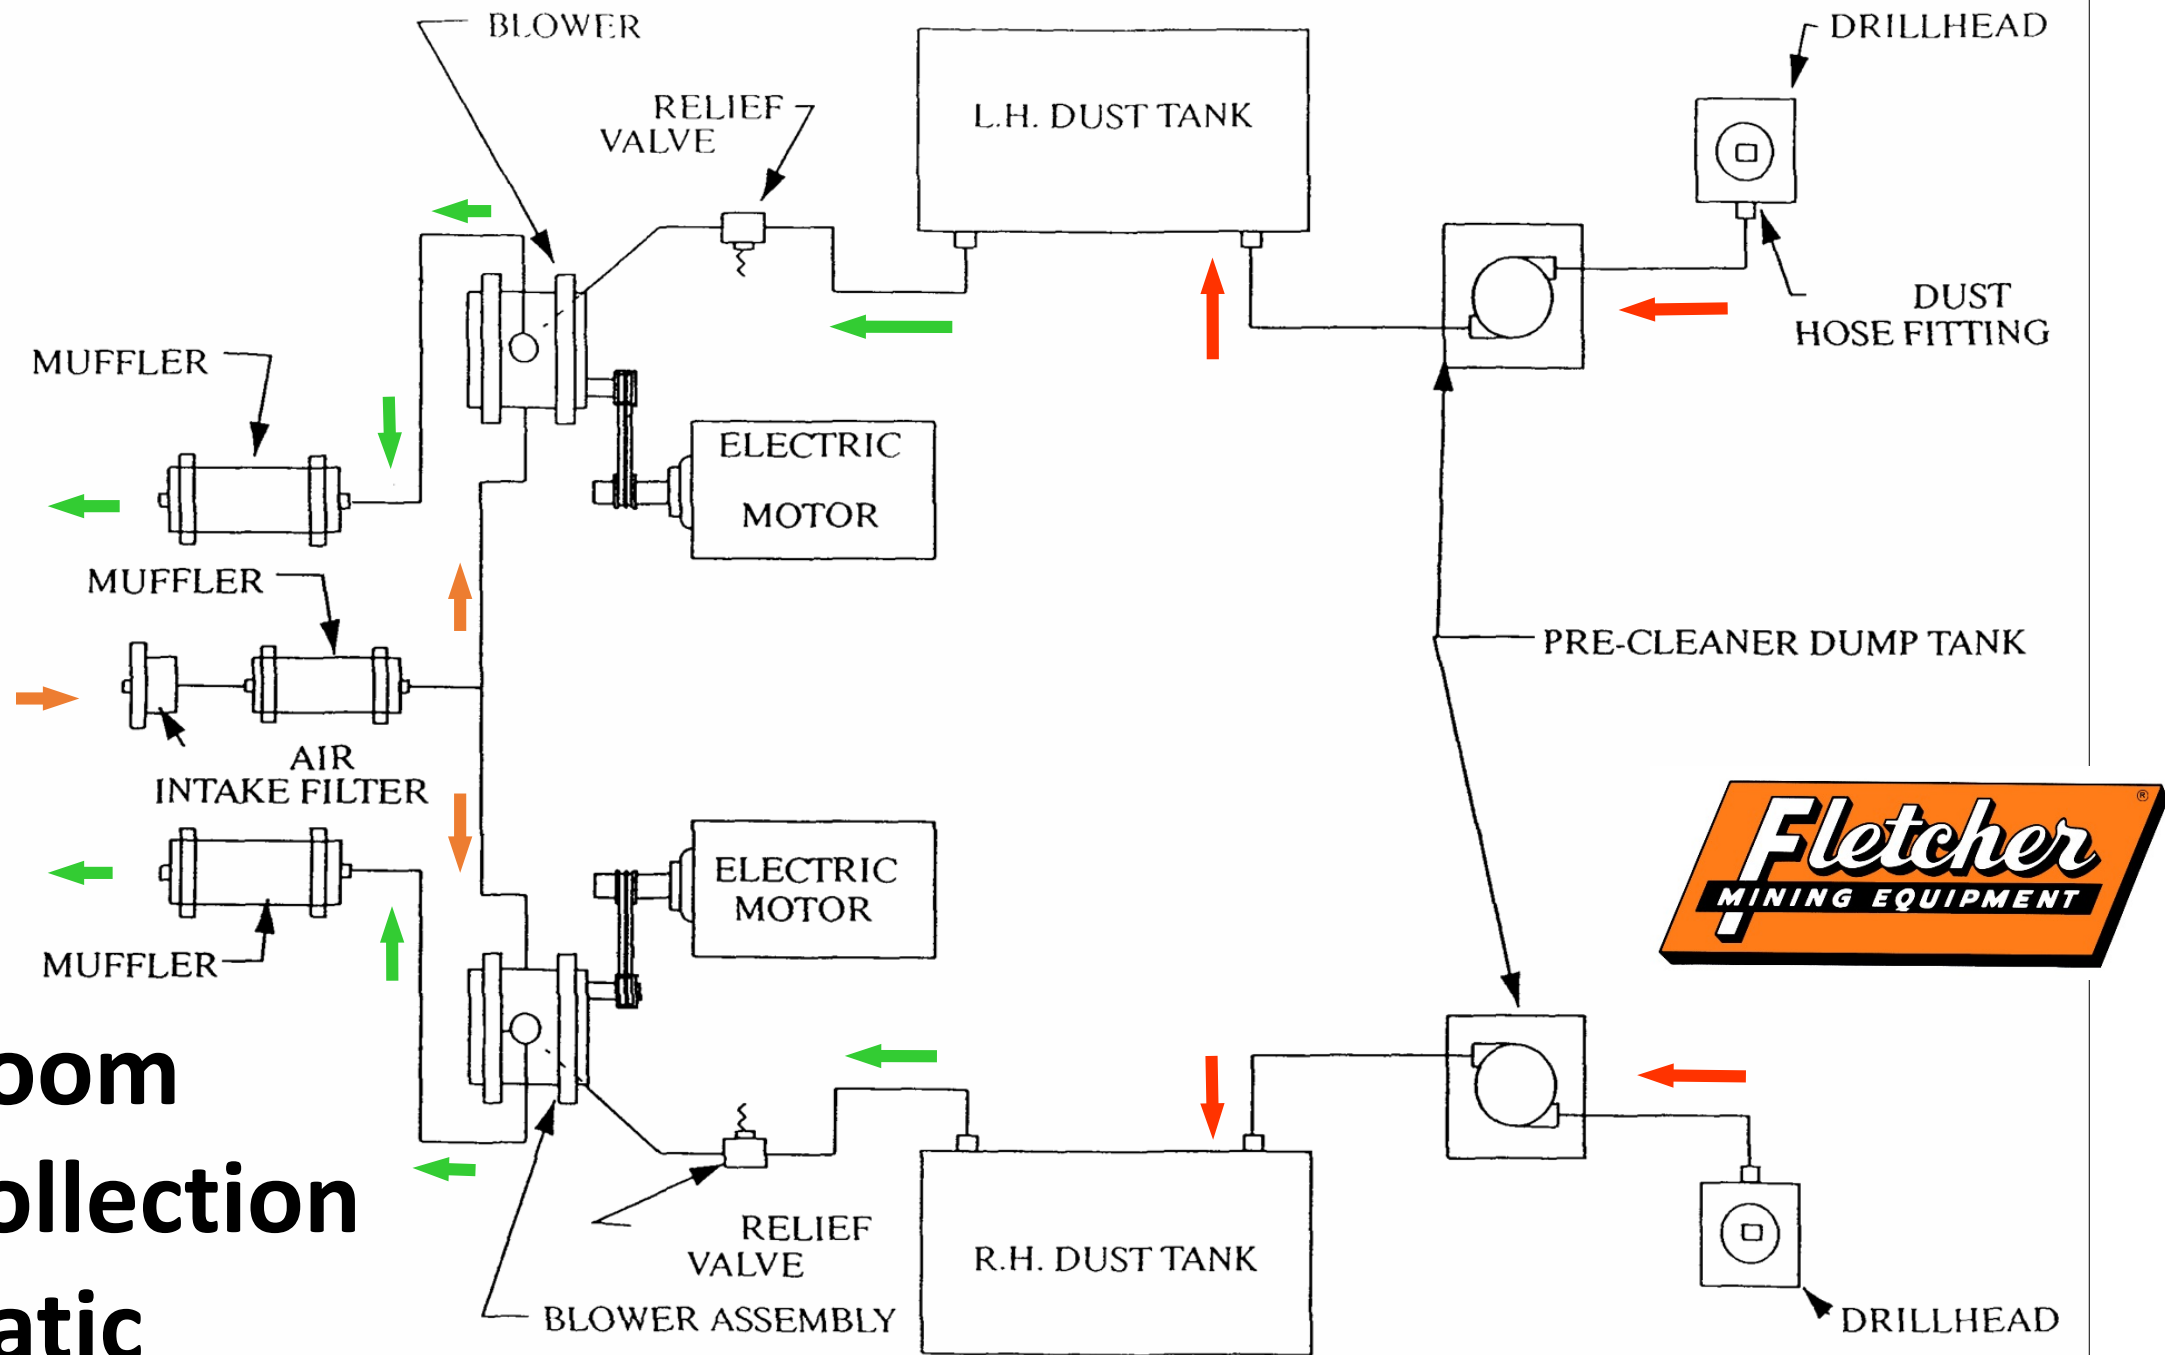 BLOWER
DRILLHEAD
RELIEF
VALVE
L.H. DUST TANK
DUST
HOSE FITTING
MUFFLER
ELECTRIC
MOTOR
MUFFLER
PRE-CLEANER DUMP TANK
AIR
INTAKE FILTER
Fletcher ®
MINING EQUIPMENT
ELECTRIC
MOTOR
MUFFLER
oom
ollection
atic
RELIEF
VALVE
R.H. DUST TANK
BLOWER ASSEMBLY
DRILLHEAD